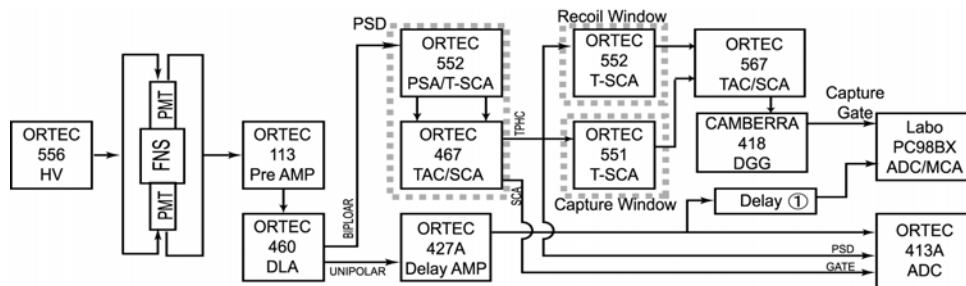 PSD
Recoil Window
ORTEC
556
HV
PMT
FNS
PMT
ORTEC
113
Pre AMP
ORTEC
460
DLA
BIPLOAR
UNIPOLAR
ORTEC
552
PSA/T-SCA
ORTEC
467
TAC/SCA
TPHC
SCA
ORTEC
427A
Delay AMP
ORTEC
552
T-SCA
ORTEC
551
T-SCA
Capture Window
ORTEC
567
TAC/SCA
CAMBERRA
418
DGG
Capture
Gate
Delay ①
Labo
PC98BX
ADC/MCA
PSD
GATE
ORTEC
413A
ADC